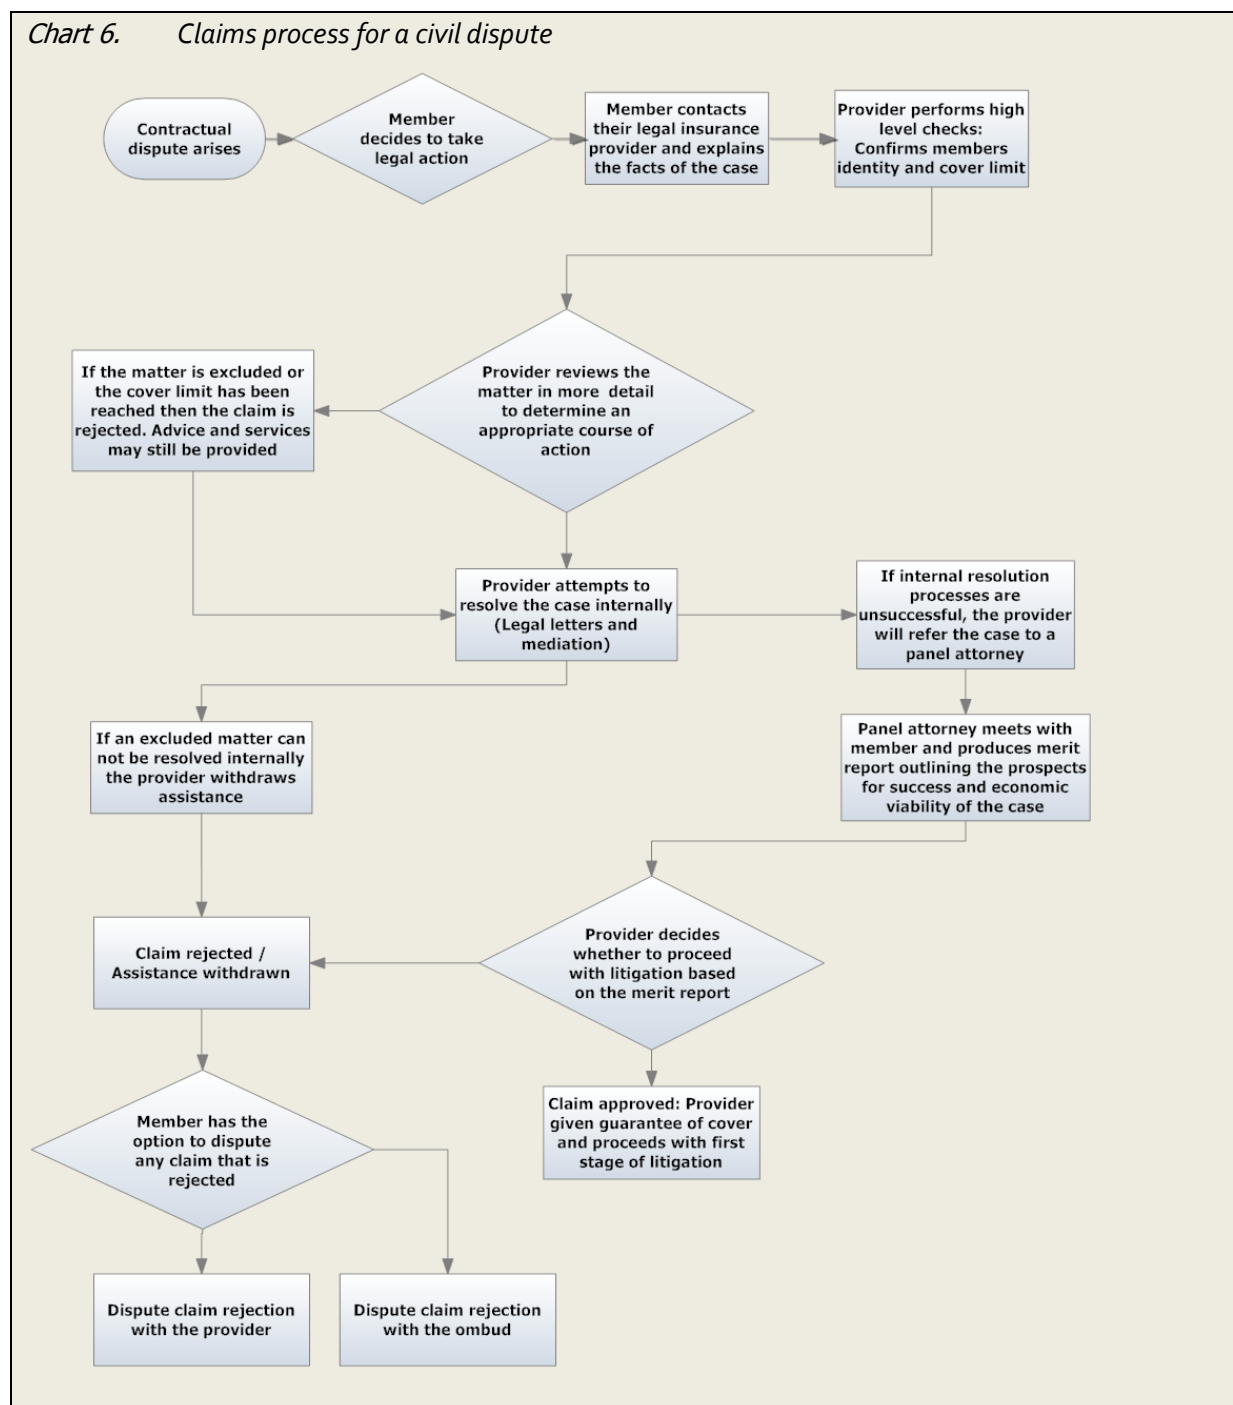 Chart 6. Claims process for a civil dispute
Contractual
dispute arises
Member
decides to take
legal action
Member contacts
their legal insurance
provider and explains
the facts of the case
Provider performs high
level checks:
Confirms members
identity and cover limit
Provider reviews the
matter in more detail
to determine an
appropriate course of
action
If the matter is excluded or
the cover limit has been
reached then the claim is
rejected. Advice and services
may still be provided
Provider attempts to
resolve the case internally
(Legal letters and
mediation)
If internal resolution
processes are
unsuccessful, the provider
will refer the case to a
panel attorney
If an excluded matter can
not be resolved internally
the provider withdraws
assistance
Panel attorney meets with
member and produces merit
report outlining the prospects
for success and economic
viability of the case
Claim rejected /
Assistance withdrawn
Provider decides
whether to proceed
with litigation based
on the merit report
Member has the
option to dispute
any claim that is
rejected
Claim approved: Provider
given guarantee of cover
and proceeds with first
stage of litigation
Dispute claim rejection
with the provider
Dispute claim rejection
with the ombud